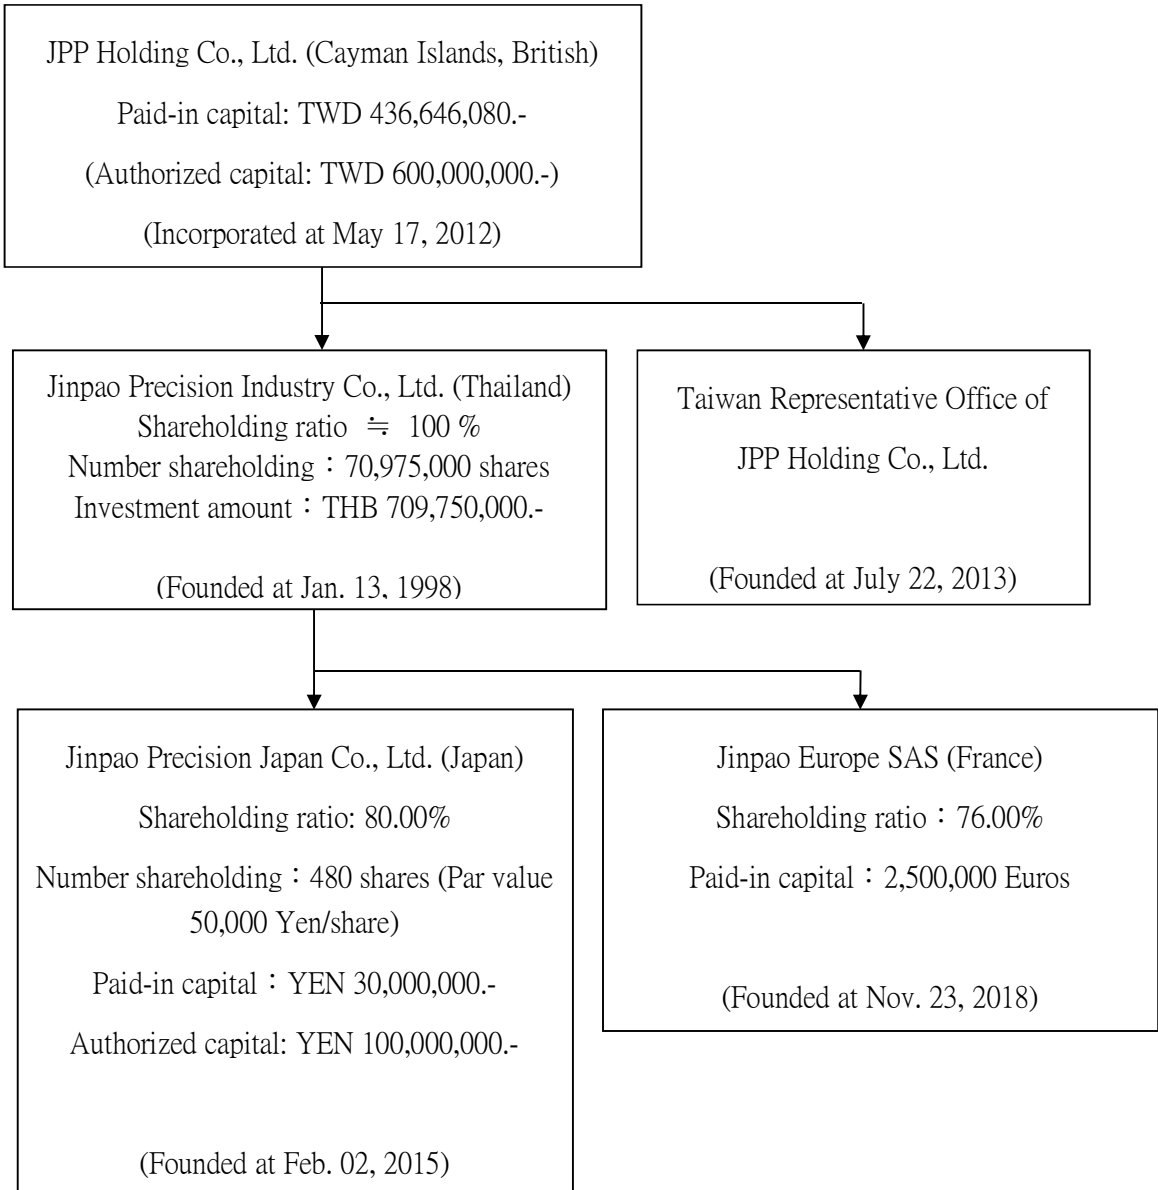 JPP Holding Co., Ltd. (Cayman Islands, British)
Paid-in capital: TWD 436,646,080.-
(Authorized capital: TWD 600,000,000.-)
(Incorporated at May 17, 2012)
Jinpao Precision Industry Co., Ltd. (Thailand)
Shareholding ratio ≒ 100 %
Number shareholding：70,975,000 shares
Investment amount：THB 709,750,000.-
(Founded at Jan. 13, 1998)
Taiwan Representative Office of
JPP Holding Co., Ltd.
(Founded at July 22, 2013)
Jinpao Precision Japan Co., Ltd. (Japan)
Shareholding ratio: 80.00%
Number shareholding：480 shares (Par value
50,000 Yen/share)
Paid-in capital：YEN 30,000,000.-
Authorized capital: YEN 100,000,000.-
(Founded at Feb. 02, 2015)
Jinpao Europe SAS (France)
Shareholding ratio：76.00%
Paid-in capital：2,500,000 Euros
(Founded at Nov. 23, 2018)